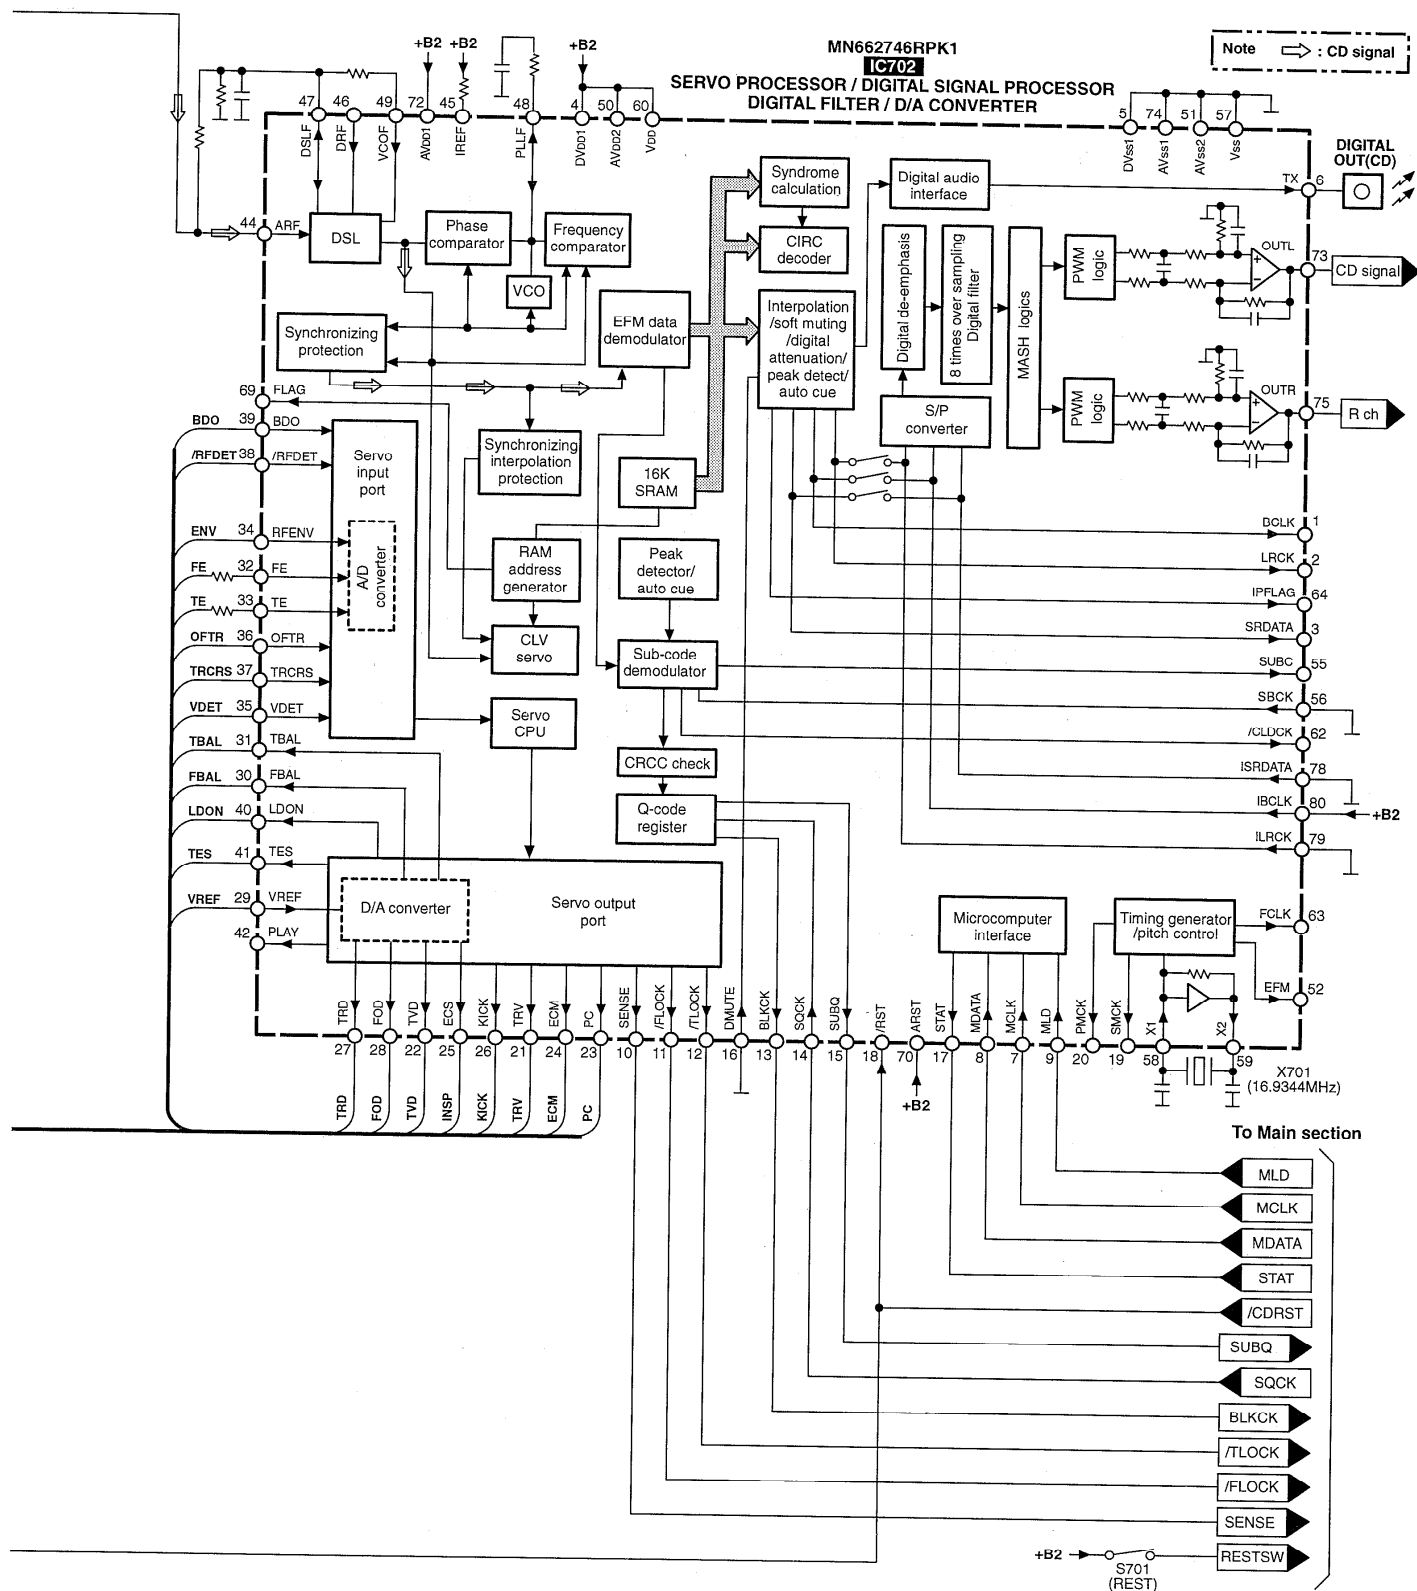 MN662746RPK1
IC702
SERVO PROCESSOR / DIGITAL SIGNAL PROCESSOR
DIGITAL FILTER / D/A CONVERTER
Note : CD signal
+B2 +B2 +B2
47 46 49 72 45 48 4 50 60
DSLF DRF VCOF AVDD1 IREF PLLF DVDD1 AVDD2 VDD
5 74 51 57
DVss1 AVss1 AVss2 Vss
DIGITAL
OUT(CD)
TX 6
44 ARF
DSL
Phase
comparator
Frequency
comparator
VCO
Synchronizing
protection
EFM data
demodulator
Syndrome
calculation
CIRC
decoder
Digital audio
interface
Interpolation
/soft muting
/digital
attenuation/
peak detect/
auto cue
Digital de-emphasis
8 times over sampling
Digital filter
MASH logics
PWM
logic
OUTL
73
CD signal
PWM
logic
OUTR
75
R ch
S/P
converter
69 FLAG
BDO 39 BDO
/RFDET 38 /RFDET
ENV 34 RFENV
FE 32 FE
TE 33 TE
OFTR 36 OFTR
TRCRS 37 TRCRS
VDET 35 VDET
TBAL 31 TBAL
FBAL 30 FBAL
LDON 40 LDON
TES 41 TES
VREF 29 VREF
42 PLAY
Servo
input
port
A/D
converter
Synchronizing
interpolation
protection
16K
SRAM
RAM
address
generator
Peak
detector/
auto cue
CLV
servo
Sub-code
demodulator
Servo
CPU
CRCC check
Q-code
register
BCLK 1
LRCK 2
IPFLAG 64
SRDATA 3
SUBC 55
SBCK 56
/CLDCK 62
ISRDATA 78
IBCLK 80
+B2
ILRCK 79
D/A converter
Servo output
port
Microcomputer
interface
Timing generator
/pitch control
FCLK 63
EFM 52
TRD FOD TVD ECS KICK TRV ECM PC SENSE /FLOCK /TLOCK DMUTE BLKCK SQCK SUBQ /RST ARST STAT MDATA MCLK MLD PMCK SMCK X1 X2
27 28 22 25 26 21 24 23 10 11 12 16 13 14 15 18 70 17 8 7 9 20 19 58 59
+B2
X701
(16.9344MHz)
TRD FOD TVD INSP KICK TRV ECM PC
To Main section
MLD
MCLK
MDATA
STAT
/CDRST
SUBQ
SQCK
BLKCK
/TLOCK
/FLOCK
SENSE
+B2
S701
(REST)
RESTSW